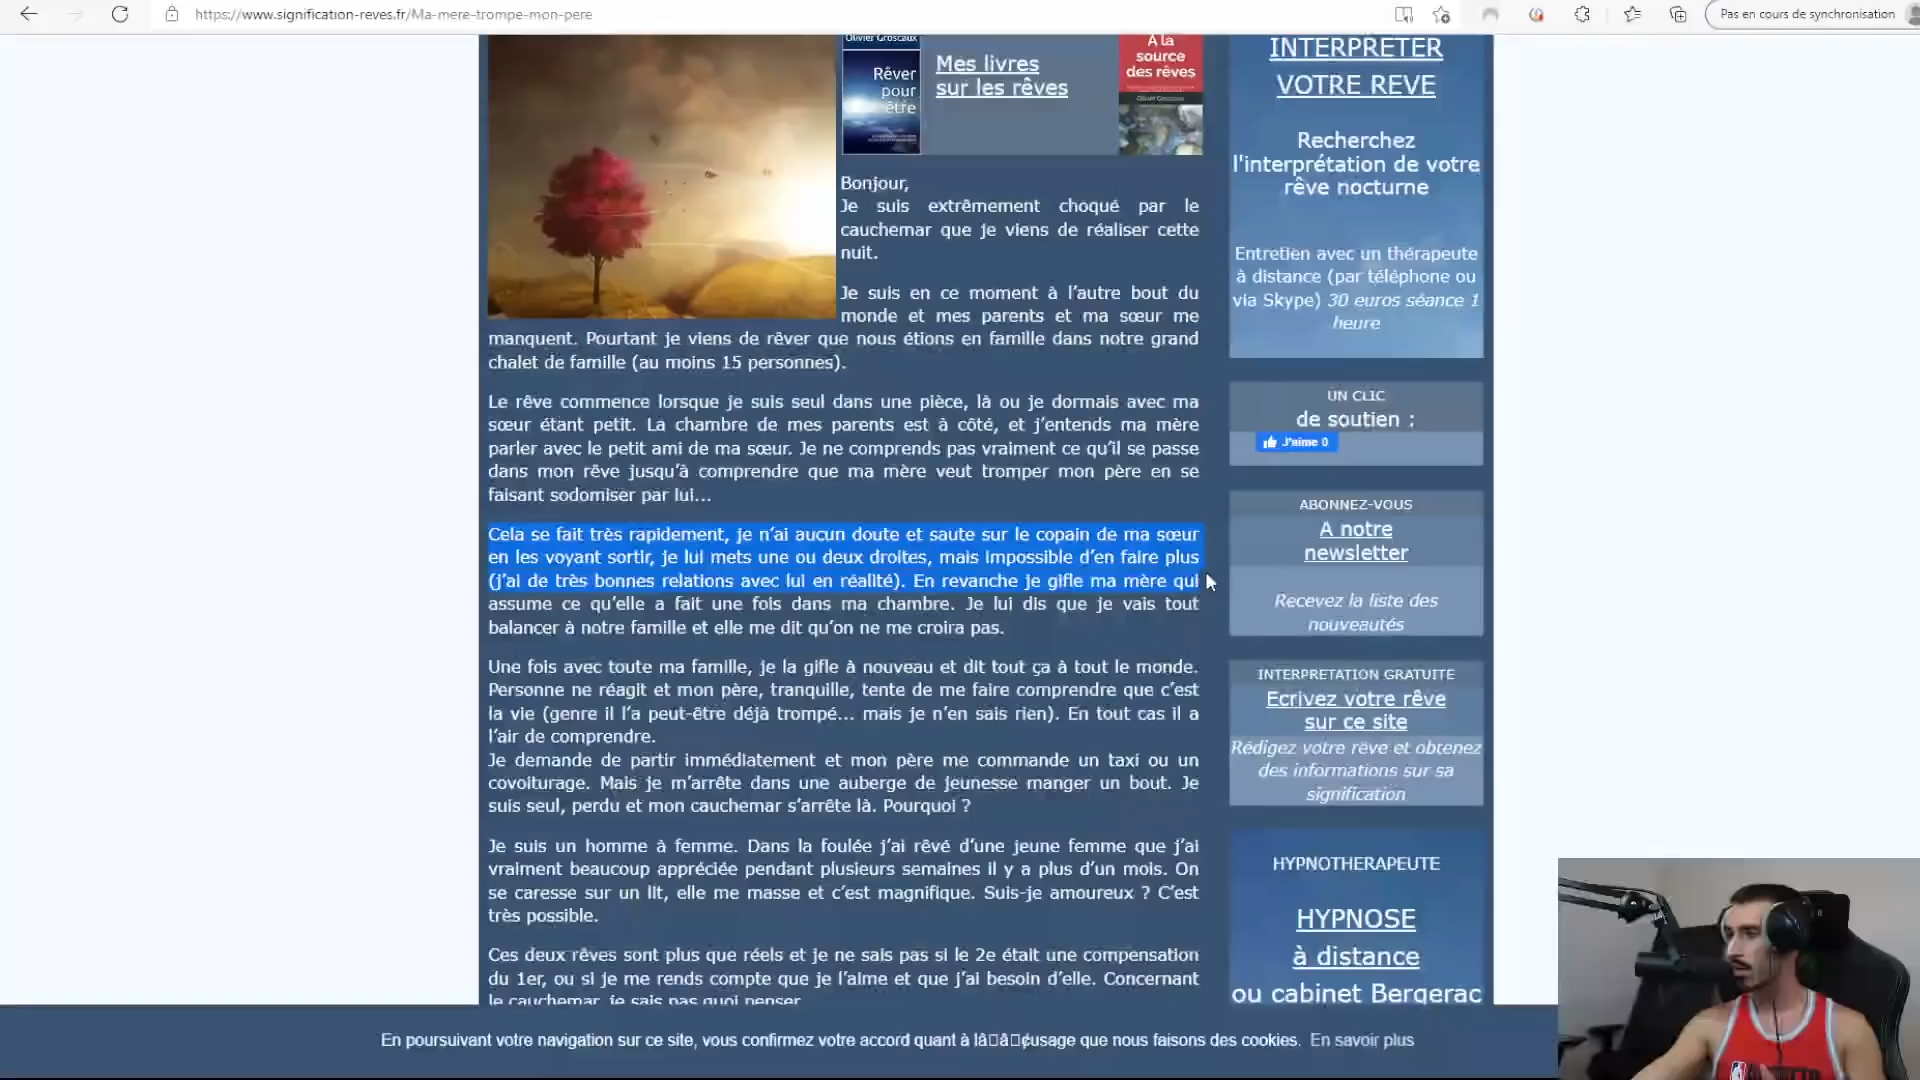 https://www.signification-reves.fr/Ma-mere-trompe-mon-pere
Pas en cours de synchronisation
Olivier Groscaux
Rêver
pour
être
Mes livres
sur les rêves
A la
source
des rêves
Olivier Groscaux
Bonjour,
Je suis extrêmement choqué par le
cauchemar que je viens de réaliser cette
nuit.
Je suis en ce moment à l'autre bout du
monde et mes parents et ma sœur me
manquent. Pourtant je viens de rêver que nous étions en famille dans notre grand
chalet de famille (au moins 15 personnes).
Le rêve commence lorsque je suis seul dans une pièce, là ou je dormais avec ma
sœur étant petit. La chambre de mes parents est à côté, et j'entends ma mère
parler avec le petit ami de ma sœur. Je ne comprends pas vraiment ce qu'il se passe
dans mon rêve jusqu'à comprendre que ma mère veut tromper mon père en se
faisant sodomiser par lui...
Cela se fait très rapidement, je n'ai aucun doute et saute sur le copain de ma sœur
en les voyant sortir, je lui mets une ou deux droites, mais impossible d'en faire plus
(j'ai de très bonnes relations avec lui en réalité). En revanche je gifle ma mère qui
assume ce qu'elle a fait une fois dans ma chambre. Je lui dis que je vais tout
balancer à notre famille et elle me dit qu'on ne me croira pas.
Une fois avec toute ma famille, je la gifle à nouveau et dit tout ça à tout le monde.
Personne ne réagit et mon père, tranquille, tente de me faire comprendre que c'est
la vie (genre il l'a peut-être déjà trompé... mais je n'en sais rien). En tout cas il a
l'air de comprendre.
Je demande de partir immédiatement et mon père me commande un taxi ou un
covoiturage. Mais je m'arrête dans une auberge de jeunesse manger un bout. Je
suis seul, perdu et mon cauchemar s'arrête là. Pourquoi ?
Je suis un homme à femme. Dans la foulée j'ai rêvé d'une jeune femme que j'ai
vraiment beaucoup appréciée pendant plusieurs semaines il y a plus d'un mois. On
se caresse sur un lit, elle me masse et c'est magnifique. Suis-je amoureux ? C'est
très possible.
Ces deux rêves sont plus que réels et je ne sais pas si le 2e était une compensation
du 1er, ou si je me rends compte que je l'aime et que j'ai besoin d'elle. Concernant
le cauchemar, je sais pas quoi penser
INTERPRETER
VOTRE REVE
Recherchez
l'interprétation de votre
rêve nocturne
Entretien avec un thérapeute
à distance (par téléphone ou
via Skype) 30 euros séance 1
heure
UN CLIC
de soutien :
J'aime 0
ABONNEZ-VOUS
A notre
newsletter
Recevez la liste des
nouveautés
INTERPRETATION GRATUITE
Ecrivez votre rêve
sur ce site
Rédigez votre rêve et obtenez
des informations sur sa
signification
HYPNOTHERAPEUTE
HYPNOSE
à distance
ou cabinet Bergerac
En poursuivant votre navigation sur ce site, vous confirmez votre accord quant à lâ□â□¢usage que nous faisons des cookies. En savoir plus